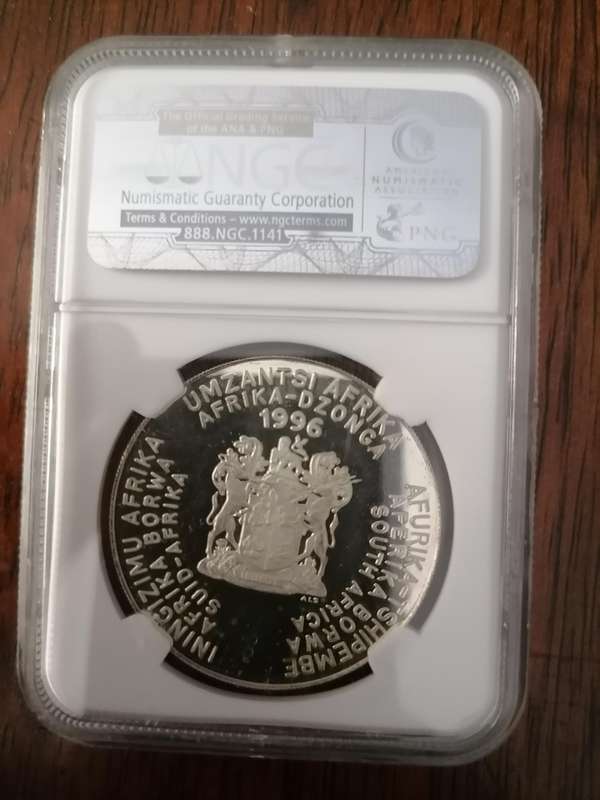 The Official Grading Service
of the ANA & PNG
NGC
Numismatic Guaranty Corporation
Terms & Conditions – www.ngcterms.com
888.NGC.1141
AMERICAN
NUMISMATIC
ASSOCIATION
PNG
UMZANTSI AFRIKA
AFRIKA-DZONGA
1996
AFURIKA-TSHIPEMBE
AFERIKA BORWA
SOUTH AFRICA
ININGIZIMU AFRIKA
AFRIKA BORWA
SUID-AFRIKA